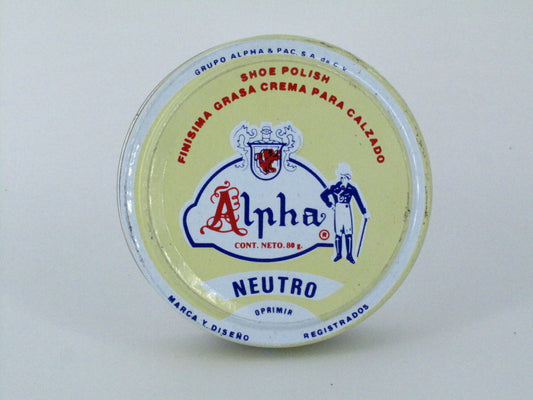 GRUPO ALPHA & PAC. S.A. de C.V.
SHOE POLISH
FINISIMA GRASA CREMA PARA CALZADO
Alpha
®
CONT. NETO. 80 g.
NEUTRO
OPRIMIR
MARCA Y DISEÑO REGISTRADOS